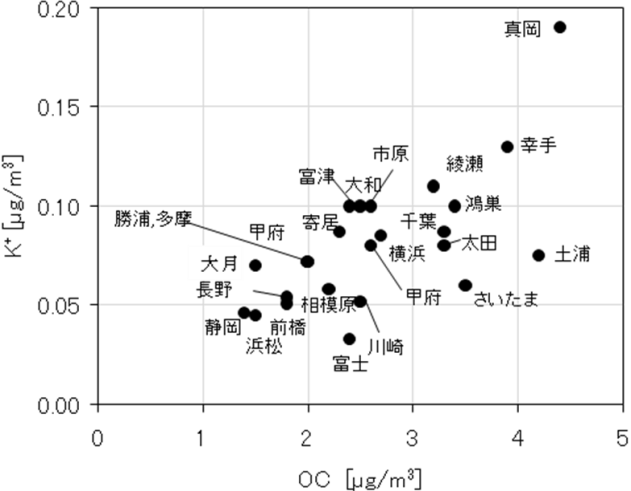 0.20
真岡
0.15
幸手
市原
綾瀬
富津
大和
0.10
鴻巣
勝浦,多摩
甲府
寄居
千葉
太田
横浜
土浦
大月
長野
甲府
さいたま
相模原
0.05
静岡
前橋
川崎
浜松
富士
0.00
0 1 2 3 4 5
K⁺ [μg/m³]
OC [μg/m³]